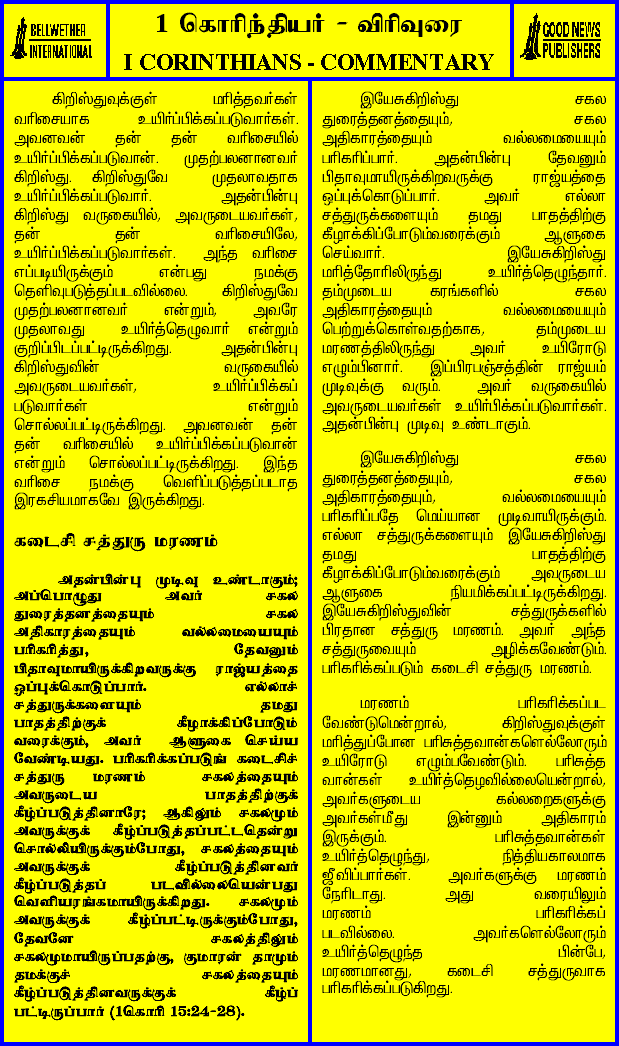 BELLWETHER
INTERNATIONAL
1 கொரிந்தியர் - விரிவுரை
I CORINTHIANS - COMMENTARY
GOOD NEWS
PUBLISHERS
கிறிஸ்துவுக்குள் மரித்தவர்கள்
வரிசையாக உயிர்ப்பிக்கப்படுவார்கள்.
அவனவன் தன் தன் வரிசையில்
உயிர்ப்பிக்கப்படுவான். முதற்பலனானவர்
கிறிஸ்து. கிறிஸ்துவே முதலாவதாக
உயிர்ப்பிக்கப்படுவார். அதன்பின்பு
கிறிஸ்து வருகையில், அவருடையவர்கள்,
தன் தன் வரிசையிலே,
உயிர்ப்பிக்கப்படுவார்கள். அந்த வரிசை
எப்படியிருக்கும் என்பது நமக்கு
தெளிவுபடுத்தப்படவில்லை. கிறிஸ்துவே
முதற்பலனானவர் என்றும், அவரே
முதலாவது உயிர்த்தெழுவார் என்றும்
குறிப்பிடப்பட்டிருக்கிறது. அதன்பின்பு
கிறிஸ்துவின் வருகையில்
அவருடையவர்கள், உயிர்ப்பிக்கப்
படுவார்கள் என்றும்
சொல்லப்பட்டிருக்கிறது. அவனவன் தன்
தன் வரிசையில் உயிர்ப்பிக்கப்படுவான்
என்றும் சொல்லப்பட்டிருக்கிறது. இந்த
வரிசை நமக்கு வெளிப்படுத்தப்படாத
இரகசியமாகவே இருக்கிறது.
கடைசி சத்துரு மரணம்
அதன்பின்பு முடிவு உண்டாகும்;
அப்பொழுது அவர் சகல
துரைத்தனத்தையும் சகல
அதிகாரத்தையும் வல்லமையையும்
பரிகரித்து, தேவனும்
பிதாவுமாயிருக்கிறவருக்கு ராஜ்யத்தை
ஒப்புக்கொடுப்பார். எல்லாச்
சத்துருக்களையும் தமது
பாதத்திற்குக் கீழாக்கிப்போடும்
வரைக்கும், அவர் ஆளுகை செய்ய
வேண்டியது. பரிகரிக்கப்படுங் கடைசிச்
சத்துரு மரணம் சகலத்தையும்
அவருடைய பாதத்திற்குக்
கீழ்ப்படுத்தினாரே; ஆகிலும் சகலமும்
அவருக்குக் கீழ்ப்படுத்தப்பட்டதென்று
சொல்லியிருக்கும்போது, சகலத்தையும்
அவருக்குக் கீழ்ப்படுத்தினவர்
கீழ்ப்படுத்தப் படவில்லையென்பது
வெளியரங்கமாயிருக்கிறது. சகலமும்
அவருக்குக் கீழ்ப்பட்டிருக்கும்போது,
தேவனே சகலத்திலும்
சகலமுமாயிருப்பதற்கு, குமாரன் தாமும்
தமக்குச் சகலத்தையும்
கீழ்ப்படுத்தினவருக்குக் கீழ்ப்
பட்டிருப்பார் (1கொரி 15:24-28).
இயேசுகிறிஸ்து சகல
துரைத்தனத்தையும், சகல
அதிகாரத்தையும் வல்லமையையும்
பரிகரிப்பார். அதன்பின்பு தேவனும்
பிதாவுமாயிருக்கிறவருக்கு ராஜ்யத்தை
ஒப்புக்கொடுப்பார். அவர் எல்லா
சத்துருக்களையும் தமது பாதத்திற்கு
கீழாக்கிப்போடும்வரைக்கும் ஆளுகை
செய்வார். இயேசுகிறிஸ்து
மரித்தோரிலிருந்து உயிர்த்தெழுந்தார்.
தம்முடைய கரங்களில் சகல
அதிகாரத்தையும் வல்லமையையும்
பெற்றுக்கொள்வதற்காக, தம்முடைய
மரணத்திலிருந்து அவர் உயிரோடு
எழும்பினார். இப்பிரபஞ்சத்தின் ராஜ்யம்
முடிவுக்கு வரும். அவர் வருகையில்
அவருடையவர்கள் உயிர்பிக்கப்படுவார்கள்.
அதன்பின்பு முடிவு உண்டாகும்.
இயேசுகிறிஸ்து சகல
துரைத்தனத்தையும், சகல
அதிகாரத்தையும், வல்லமையையும்
பரிகரிப்பதே மெய்யான முடிவாயிருக்கும்.
எல்லா சத்துருக்களையும் இயேசுகிறிஸ்து
தமது பாதத்திற்கு
கீழாக்கிப்போடும்வரைக்கும் அவருடைய
ஆளுகை நியமிக்கப்பட்டிருக்கிறது.
இயேசுகிறிஸ்துவின் சத்துருக்களில்
பிரதான சத்துரு மரணம். அவர் அந்த
சத்துருவையும் அழிக்கவேண்டும்.
பரிகரிக்கப்படும் கடைசி சத்துரு மரணம்.
மரணம் பரிகரிக்கப்பட
வேண்டுமென்றால், கிறிஸ்துவுக்குள்
மரித்துப்போன பரிசுத்தவான்களெல்லோரும்
உயிரோடு எழும்பவேண்டும். பரிசுத்த
வான்கள் உயிர்த்தெழவில்லையென்றால்,
அவர்களுடைய கல்லறைகளுக்கு
அவர்கள்மீது இன்னும் அதிகாரம்
இருக்கும். பரிசுத்தவான்கள்
உயிர்த்தெழுந்து, நித்தியகாலமாக
ஜீவிப்பார்கள். அவர்களுக்கு மரணம்
நேரிடாது. அது வரையிலும்
மரணம் பரிகரிக்கப்
படவில்லை. அவர்களெல்லோரும்
உயிர்த்தெழுந்த பின்பே,
மரணமானது, கடைசி சத்துருவாக
பரிகரிக்கப்படுகிறது.